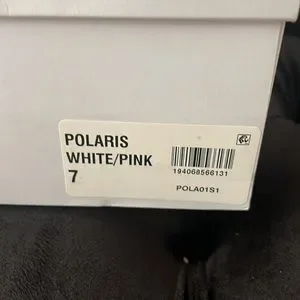 POLARIS
WHITE/PINK
7
194068566131
POLA01S1